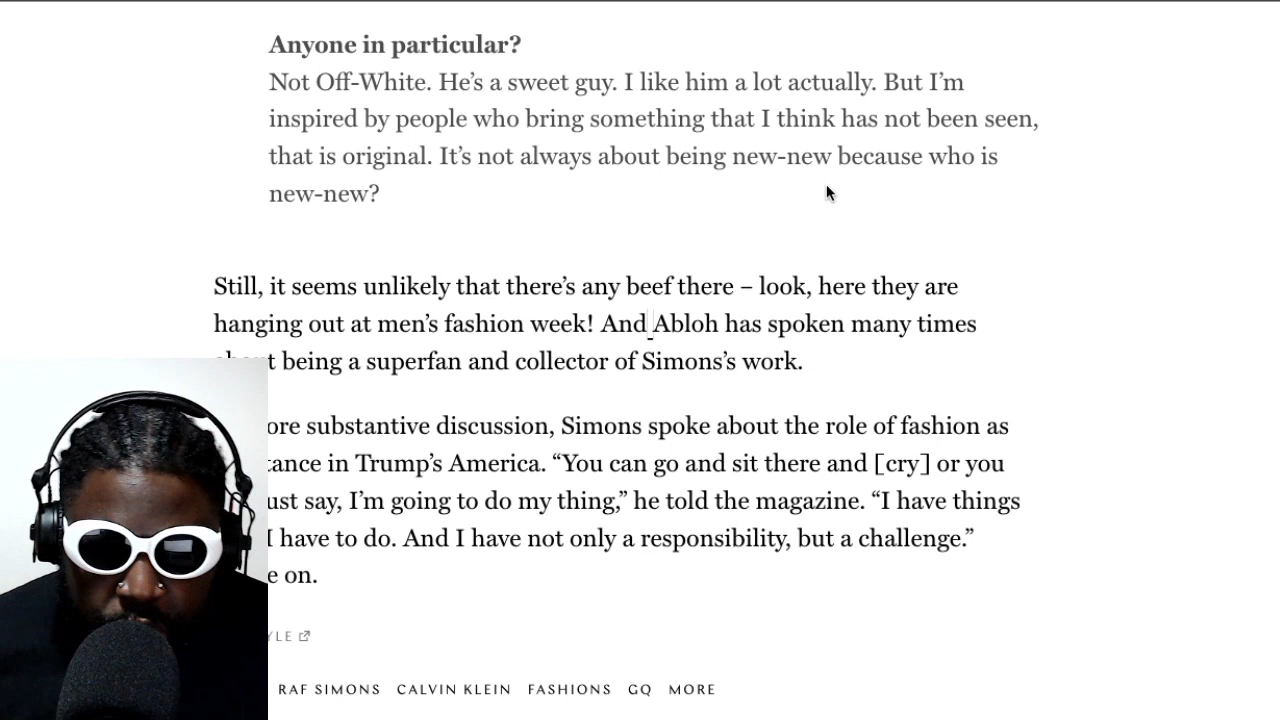 Anyone in particular?
Not Off-White. He’s a sweet guy. I like him a lot actually. But I’m
inspired by people who bring something that I think has not been seen,
that is original. It’s not always about being new-new because who is
new-new?
Still, it seems unlikely that there’s any beef there – look, here they are
hanging out at men’s fashion week! And Abloh has spoken many times
being a superfan and collector of Simons’s work.
substantive discussion, Simons spoke about the role of fashion as
in Trump’s America. “You can go and sit there and [cry] or you
say, I’m going to do my thing,” he told the magazine. “I have things
I have to do. And I have not only a responsibility, but a challenge.”
on.
RAF SIMONS CALVIN KLEIN FASHIONS GQ MORE